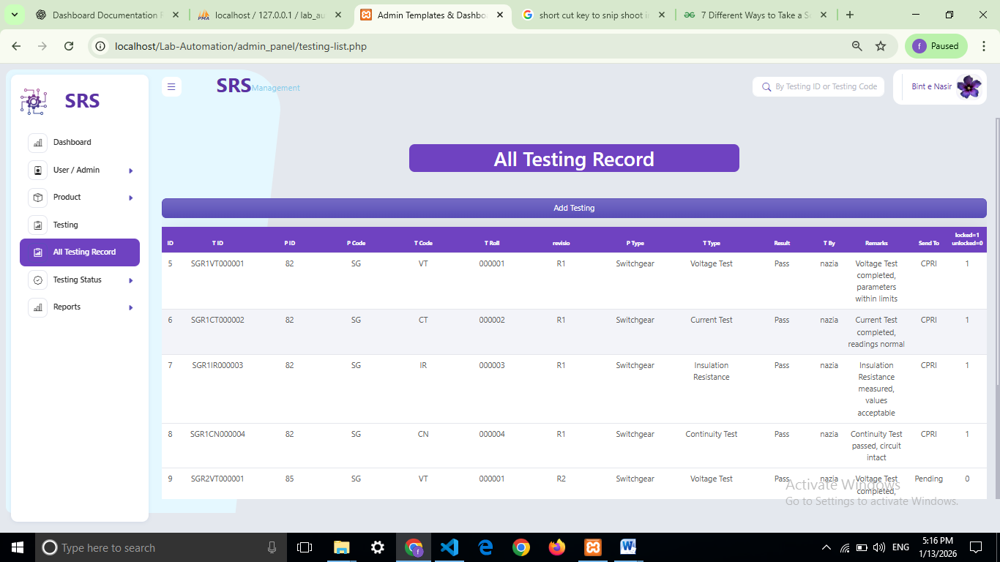 Dashboard Documentation F
localhost / 127.0.0.1 / lab_au
Admin Templates & Dashbo
short cut key to snip shoot i
7 Different Ways to Take a S
localhost/Lab-Automation/admin_panel/testing-list.php
f Paused
SRS
SRSManagement
By Testing ID or Testing Code
Bint e Nasir
Dashboard
User / Admin
Product
Testing
All Testing Record
Testing Status
Reports
All Testing Record
Add Testing
ID T ID P ID P Code T Code T Roll revisio P Type T Type Result T By Remarks Send To locked=1
unlocked=0
5 SGR1VT000001 82 SG VT 000001 R1 Switchgear Voltage Test Pass nazia Voltage Test CPRI 1
completed,
parameters
within limits
6 SGR1CT000002 82 SG CT 000002 R1 Switchgear Current Test Pass nazia Current Test CPRI 1
completed,
readings normal
7 SGR1IR000003 82 SG IR 000003 R1 Switchgear Insulation Pass nazia Insulation CPRI 1
Resistance Resistance
measured,
values
acceptable
8 SGR1CN000004 82 SG CN 000004 R1 Switchgear Continuity Test Pass nazia Continuity Test CPRI 1
passed, circuit
intact
9 SGR2VT000001 85 SG VT 000001 R2 Switchgear Voltage Test Pass nazia Voltage Test Pending 0
completed,
Activate Windows
Go to Settings to activate Windows.
Type here to search
ENG
5:16 PM
1/13/2026